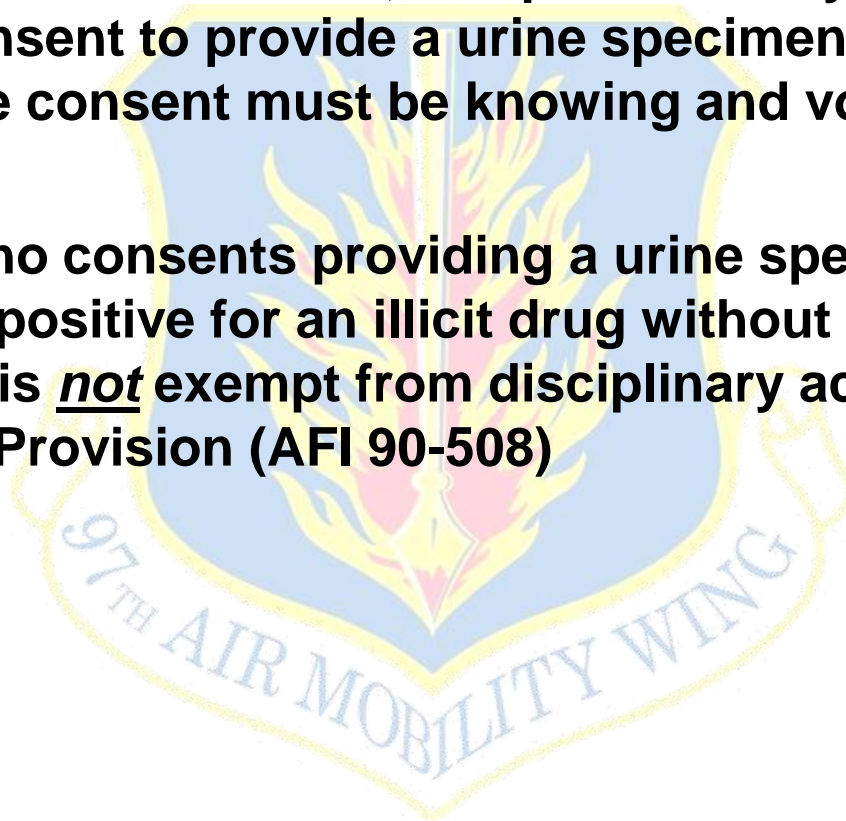 nsent to provide a urine specimen
e consent must be knowing and vo
no consents providing a urine spe
positive for an illicit drug without
is not exempt from disciplinary ac
Provision (AFI 90-508)
97TH AIR MOBILITY WING